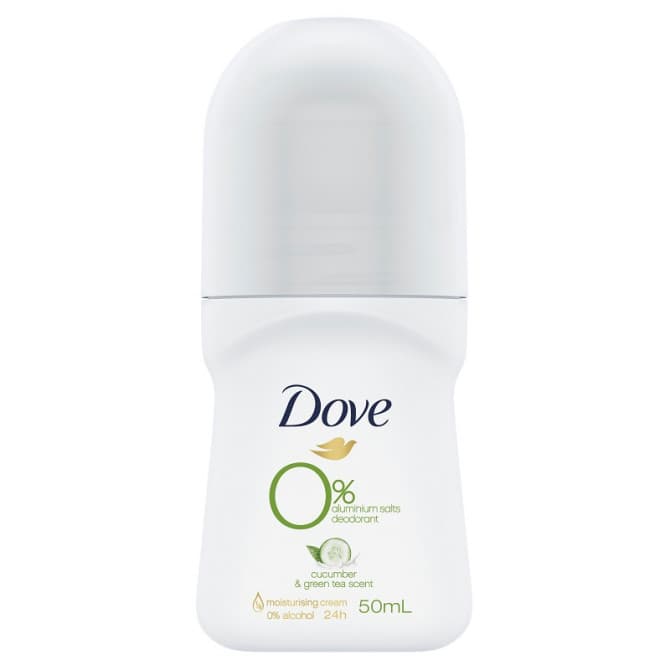 Dove
0%
aluminium salts
deodorant
cucumber
& green tea scent
moisturising cream
0% alcohol 24h
50mL